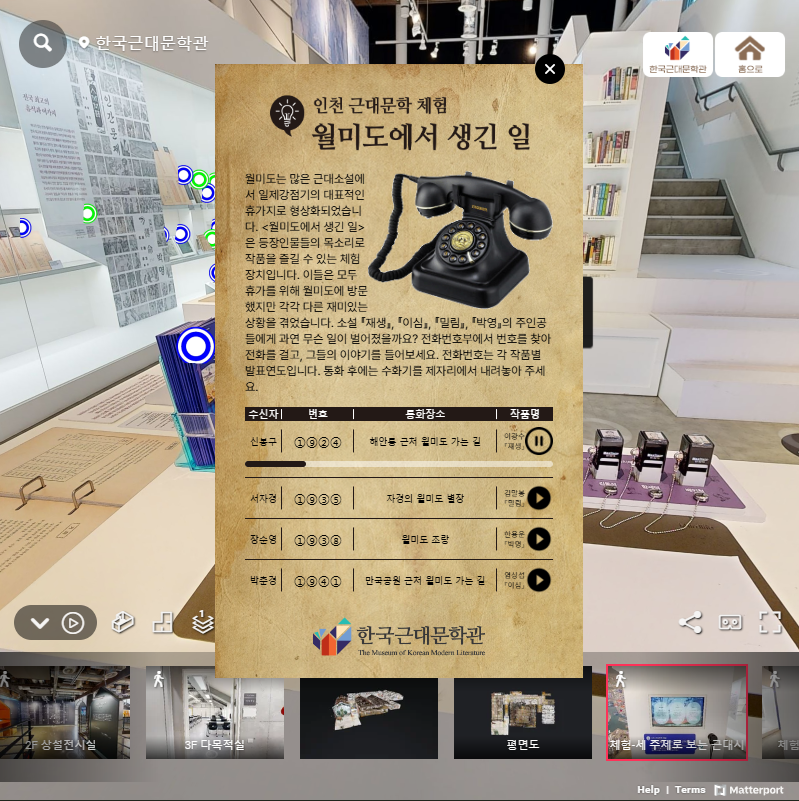 한국근대문학관
한국근대문학관
홈으로
인천 근대문학 체험
월미도에서 생긴 일
월미도는 많은 근대소설에
서 일제강점기의 대표적인
휴가지로 형상화되었습니
다. <월미도에서 생긴 일>
은 등장인물들의 목소리로
작품을 즐길 수 있는 체험
장치입니다. 이들은 모두
휴가를 위해 월미도에 방문
했지만 각각 다른 재미있는
상황을 겪었습니다. 소설 『재생』, 『이심』, 『밀림』, 『박영』의 주인공
들에게 과연 무슨 일이 벌어졌을까요? 전화번호부에서 번호를 찾아
전화를 걸고, 그들의 이야기를 들어보세요. 전화번호는 각 작품별
발표연도입니다. 통화 후에는 수화기를 제자리에서 내려놓아 주세
요.
수신자 번호 통화장소 작품명
신봉구 ①⑨②④ 해안통 근저 월미도 가는 길 이광수 『재생』
서자경 ①⑨③⑤ 자경의 월미도 별장 김말봉 『밀림』
장순영 ①⑨③⑧ 월미도 조탕 한용운 『박명』
박춘경 ①⑨④① 만국공원 근저 월미도 가는 길 염상섭 『이심』
한국근대문학관
The Museum of Korean Modern Literature
2F 상설전시실
3F 다목적실
평면도
체험-세 주제로 보는 근대시
체험
Help | Terms Matterport